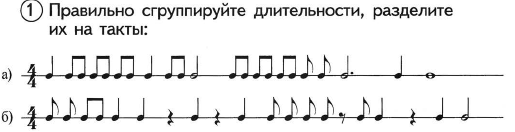 1 Правильно сгруппируйте длительности, разделите
их на такты:
а) 4/4
б) 4/4